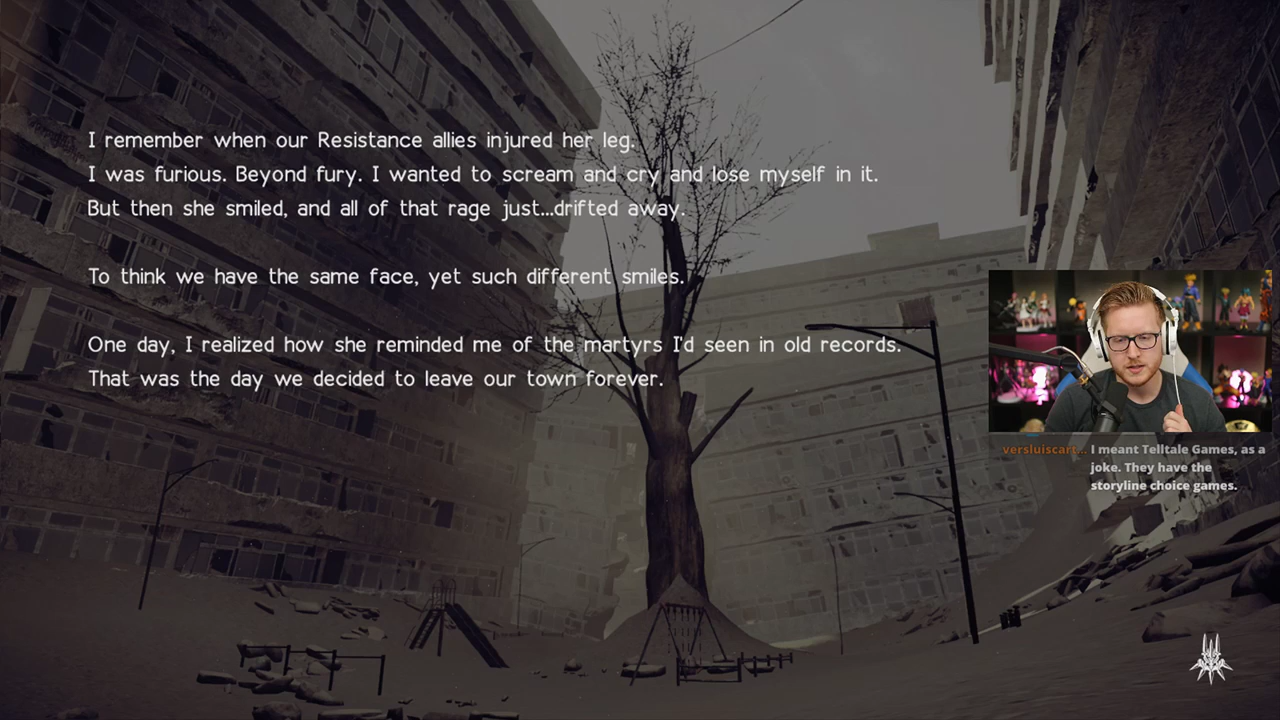 I remember when our Resistance allies injured her leg.
I was furious. Beyond fury. I wanted to scream and cry and lose myself in it.
But then she smiled, and all of that rage just...drifted away.
To think we have the same face, yet such different smiles.
One day, I realized how she reminded me of the martyrs I'd seen in old records.
That was the day we decided to leave our town forever.
versluiscart... I meant Telltale Games, as a
joke. They have the
storyline choice games.